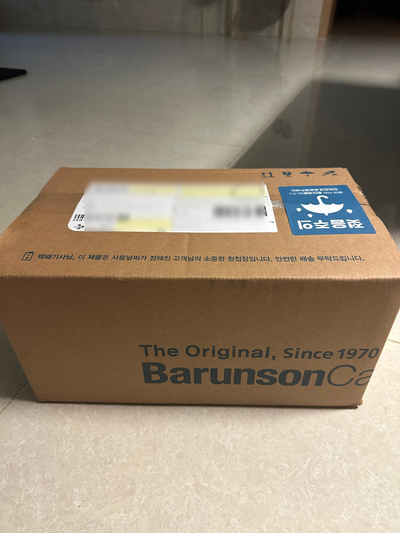 젖음주의
택배기사님, 이 제품은 사용날짜가 정해진 고객님의 소중한 청첩장입니다. 안전한 배송 부탁드립니다.
The Original, Since 1970
BarunsonCa